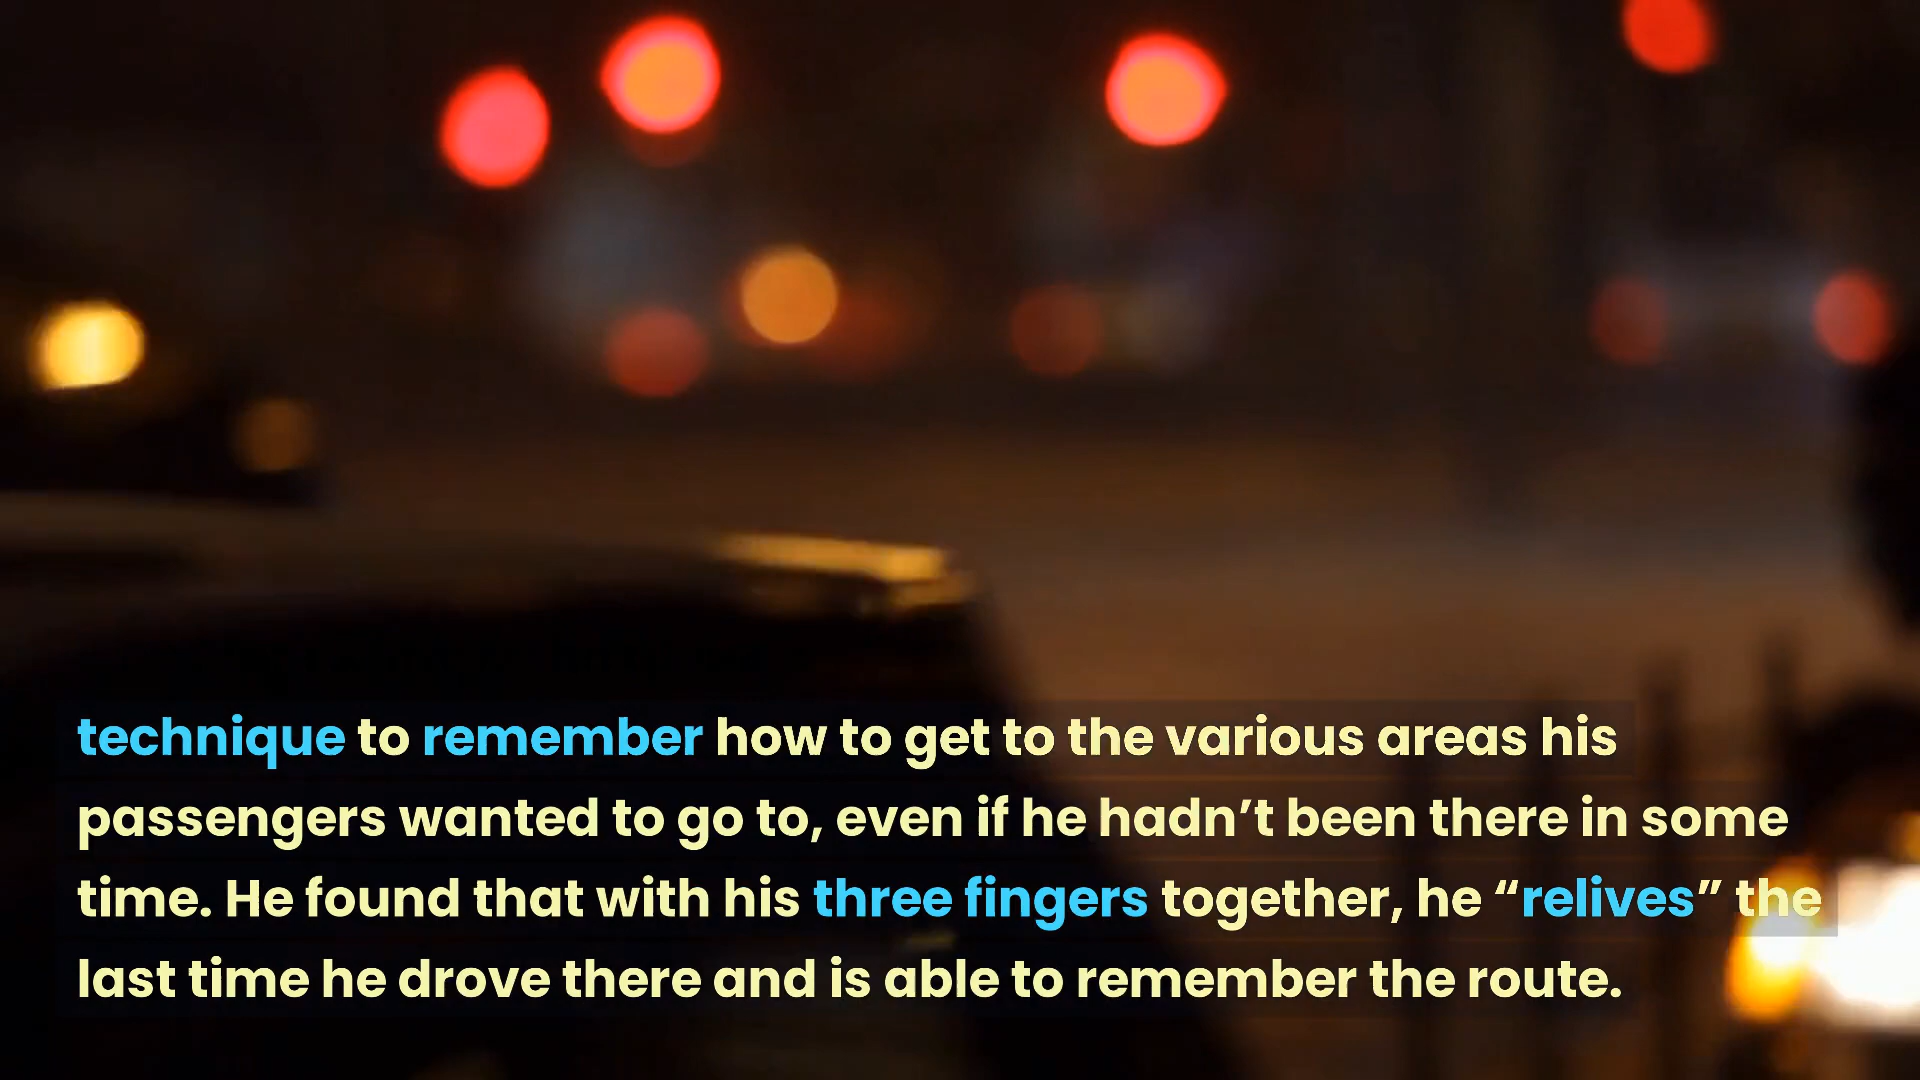 technique to remember how to get to the various areas his
passengers wanted to go to, even if he hadn’t been there in some
time. He found that with his three fingers together, he “relives” the
last time he drove there and is able to remember the route.